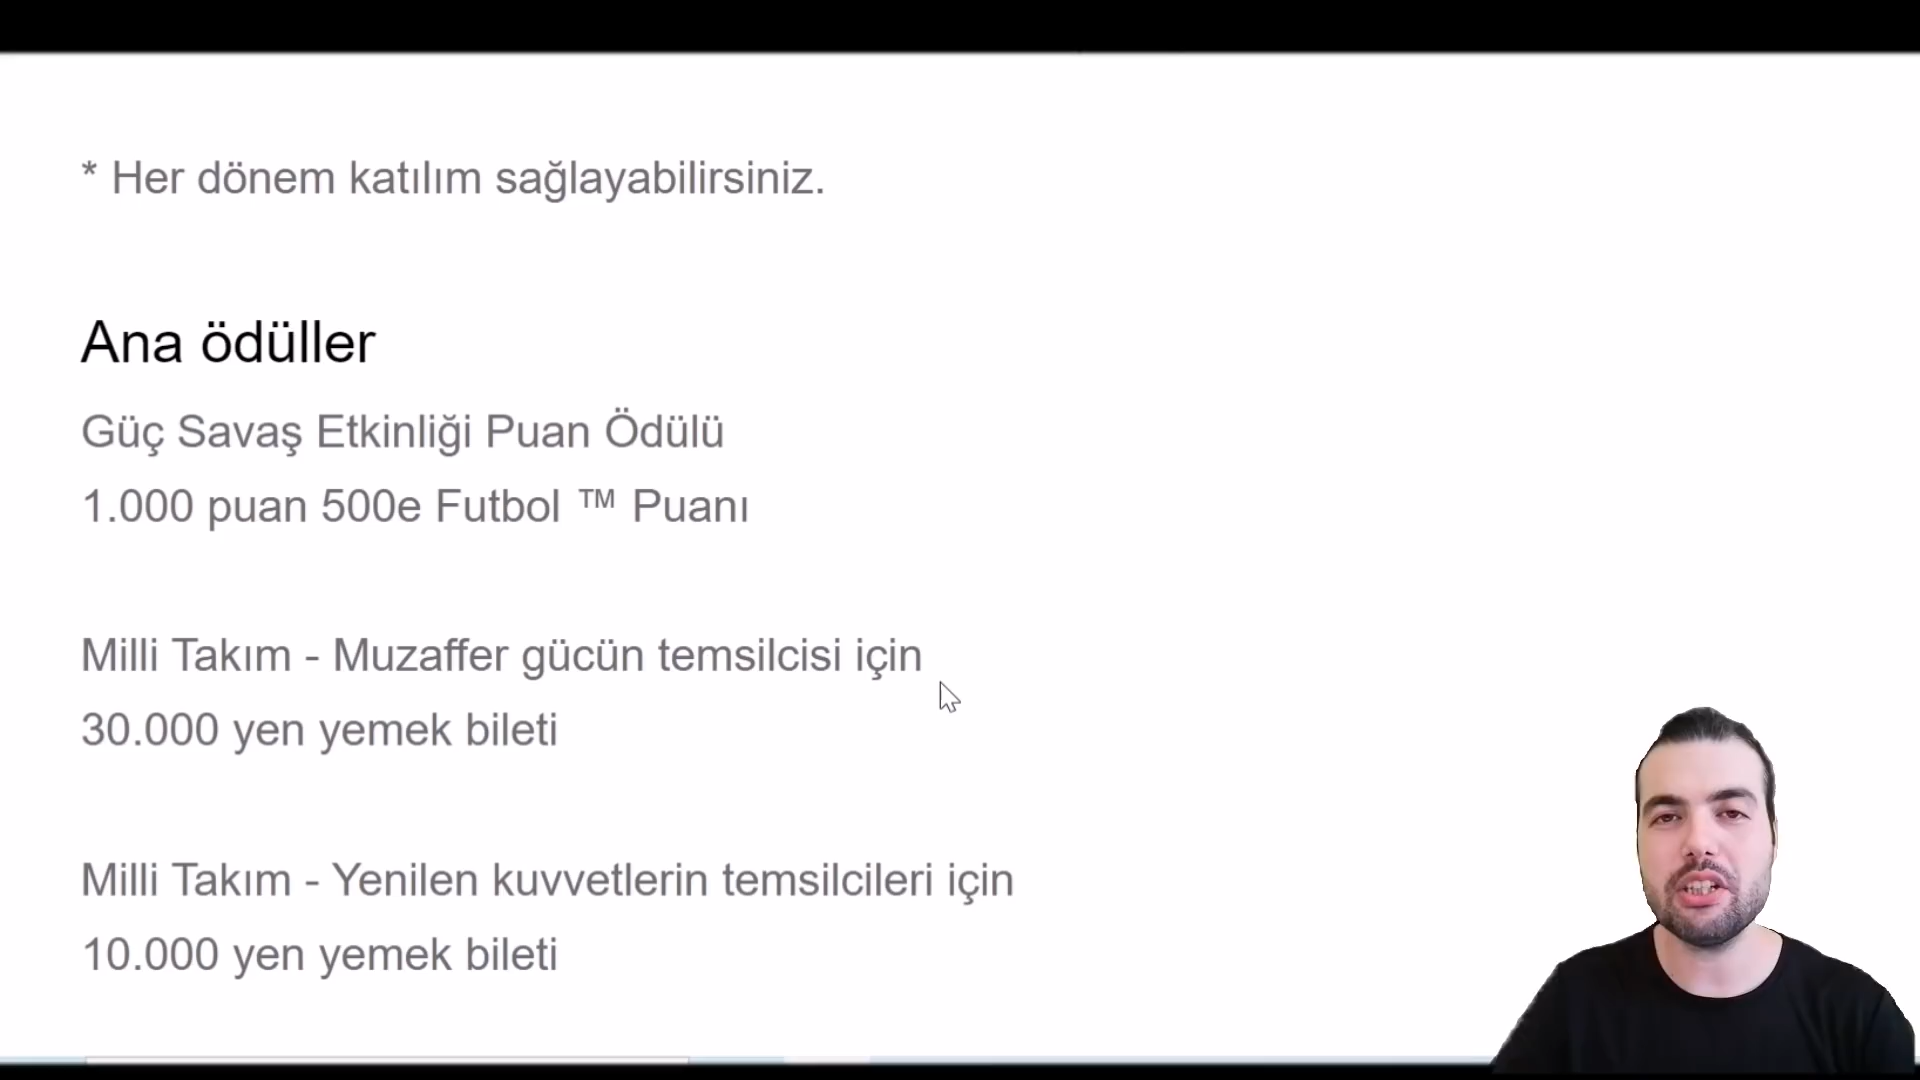 * Her dönem katılım sağlayabilirsiniz.
Ana ödüller
Güç Savaş Etkinliği Puan Ödülü
1.000 puan 500e Futbol ™ Puanı
Milli Takım - Muzaffer gücün temsilcisi için
30.000 yen yemek bileti
Milli Takım - Yenilen kuvvetlerin temsilcileri için
10.000 yen yemek bileti